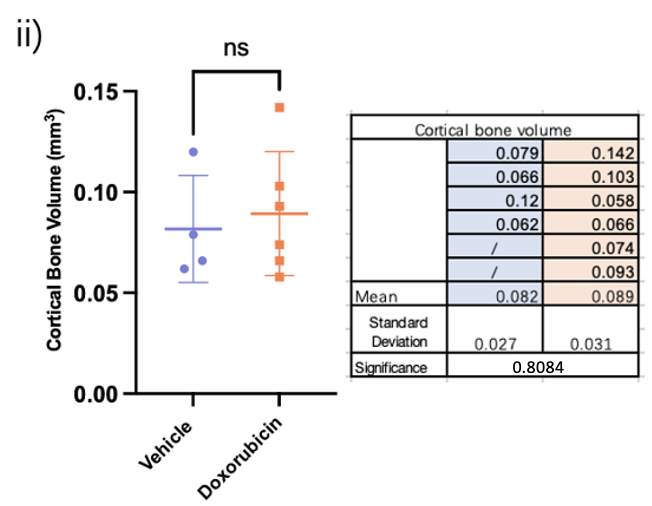 ii)
ns
Cortical Bone Volume (mm³)
0.15
0.10
0.05
0.00
Vehicle
Doxorubicin
Cortical bone volume
0.079 0.142
0.066 0.103
0.12 0.058
0.062 0.066
/ 0.074
/ 0.093
Mean 0.082 0.089
Standard
Deviation 0.027 0.031
Significance 0.8084